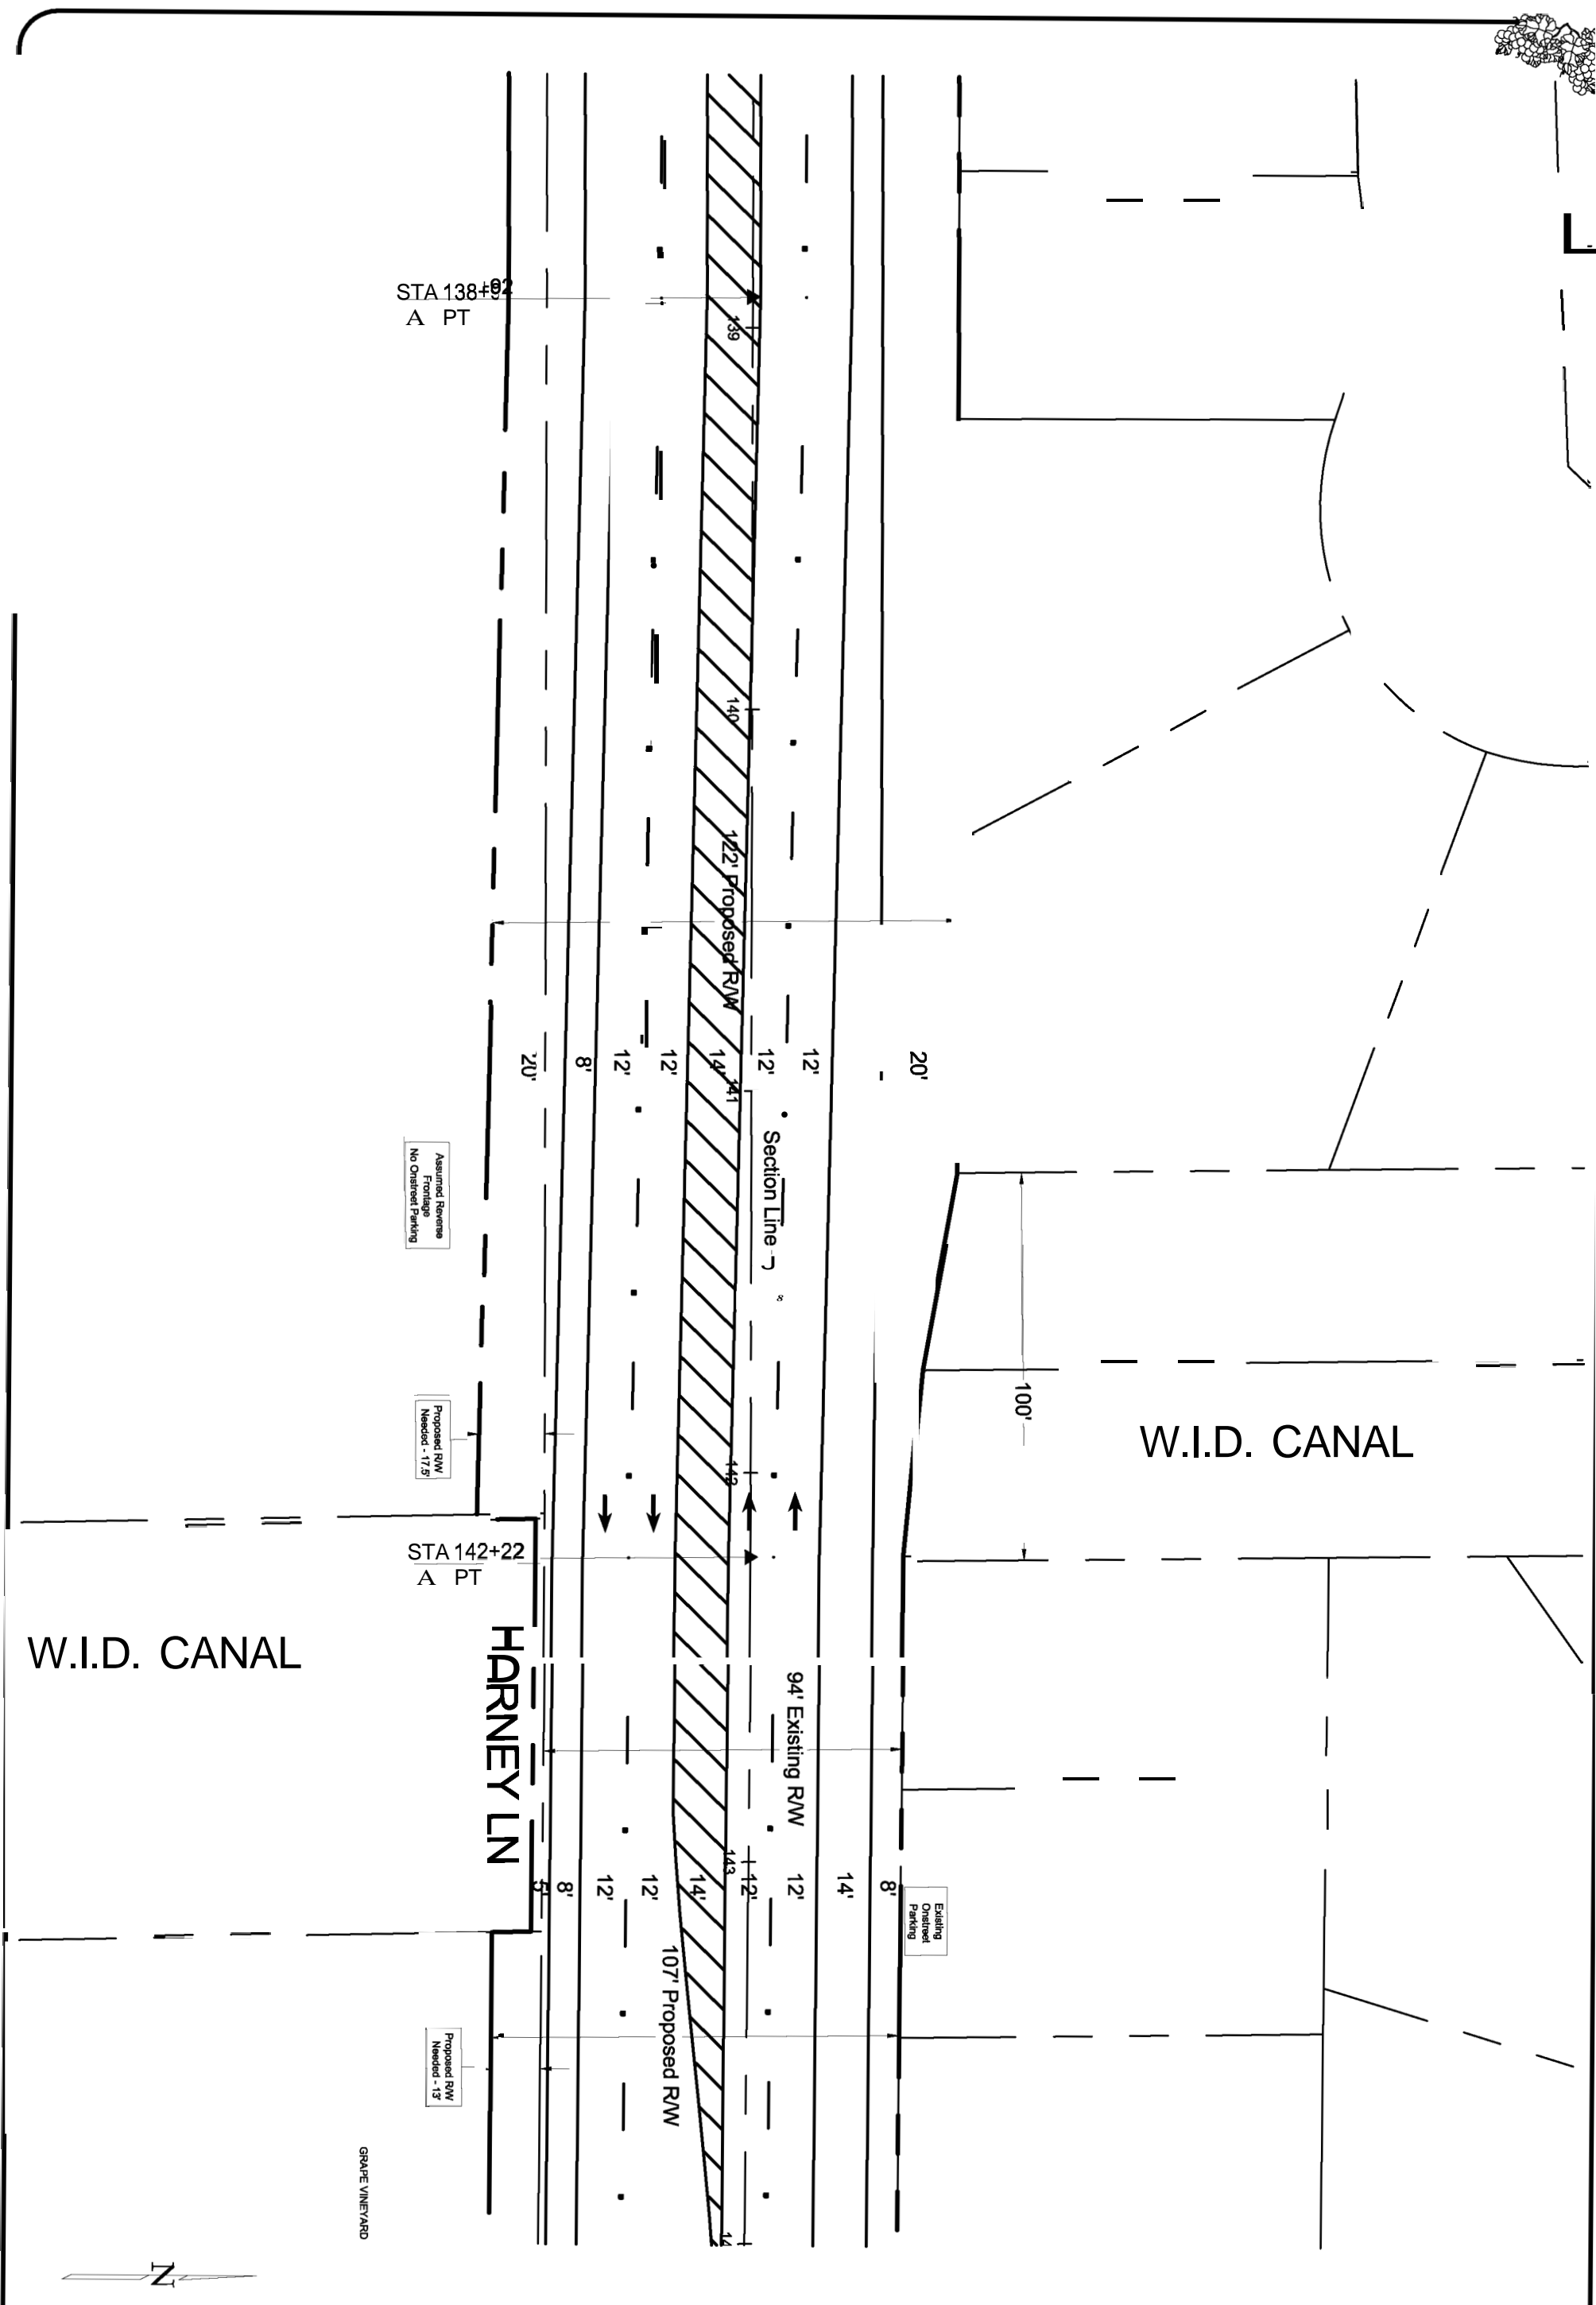 L
STA 138+92
A PT
139
140
122' Proposed R/W
20'
8'
12'
12'
14'
12'
12'
20'
141
Section Line
Assumed Reverse
Frontage
No Onstreet Parking
100'
Proposed R/W
Needed - 17.5'
W.I.D. CANAL
142
STA 142+22
A PT
W.I.D. CANAL
HARNEY LN
94' Existing R/W
143
5'
8'
12'
12'
14'
12'
12'
14'
8'
Existing
Onstreet
Parking
107' Proposed R/W
Proposed R/W
Needed - 13'
GRAPE VINEYARD
14
N